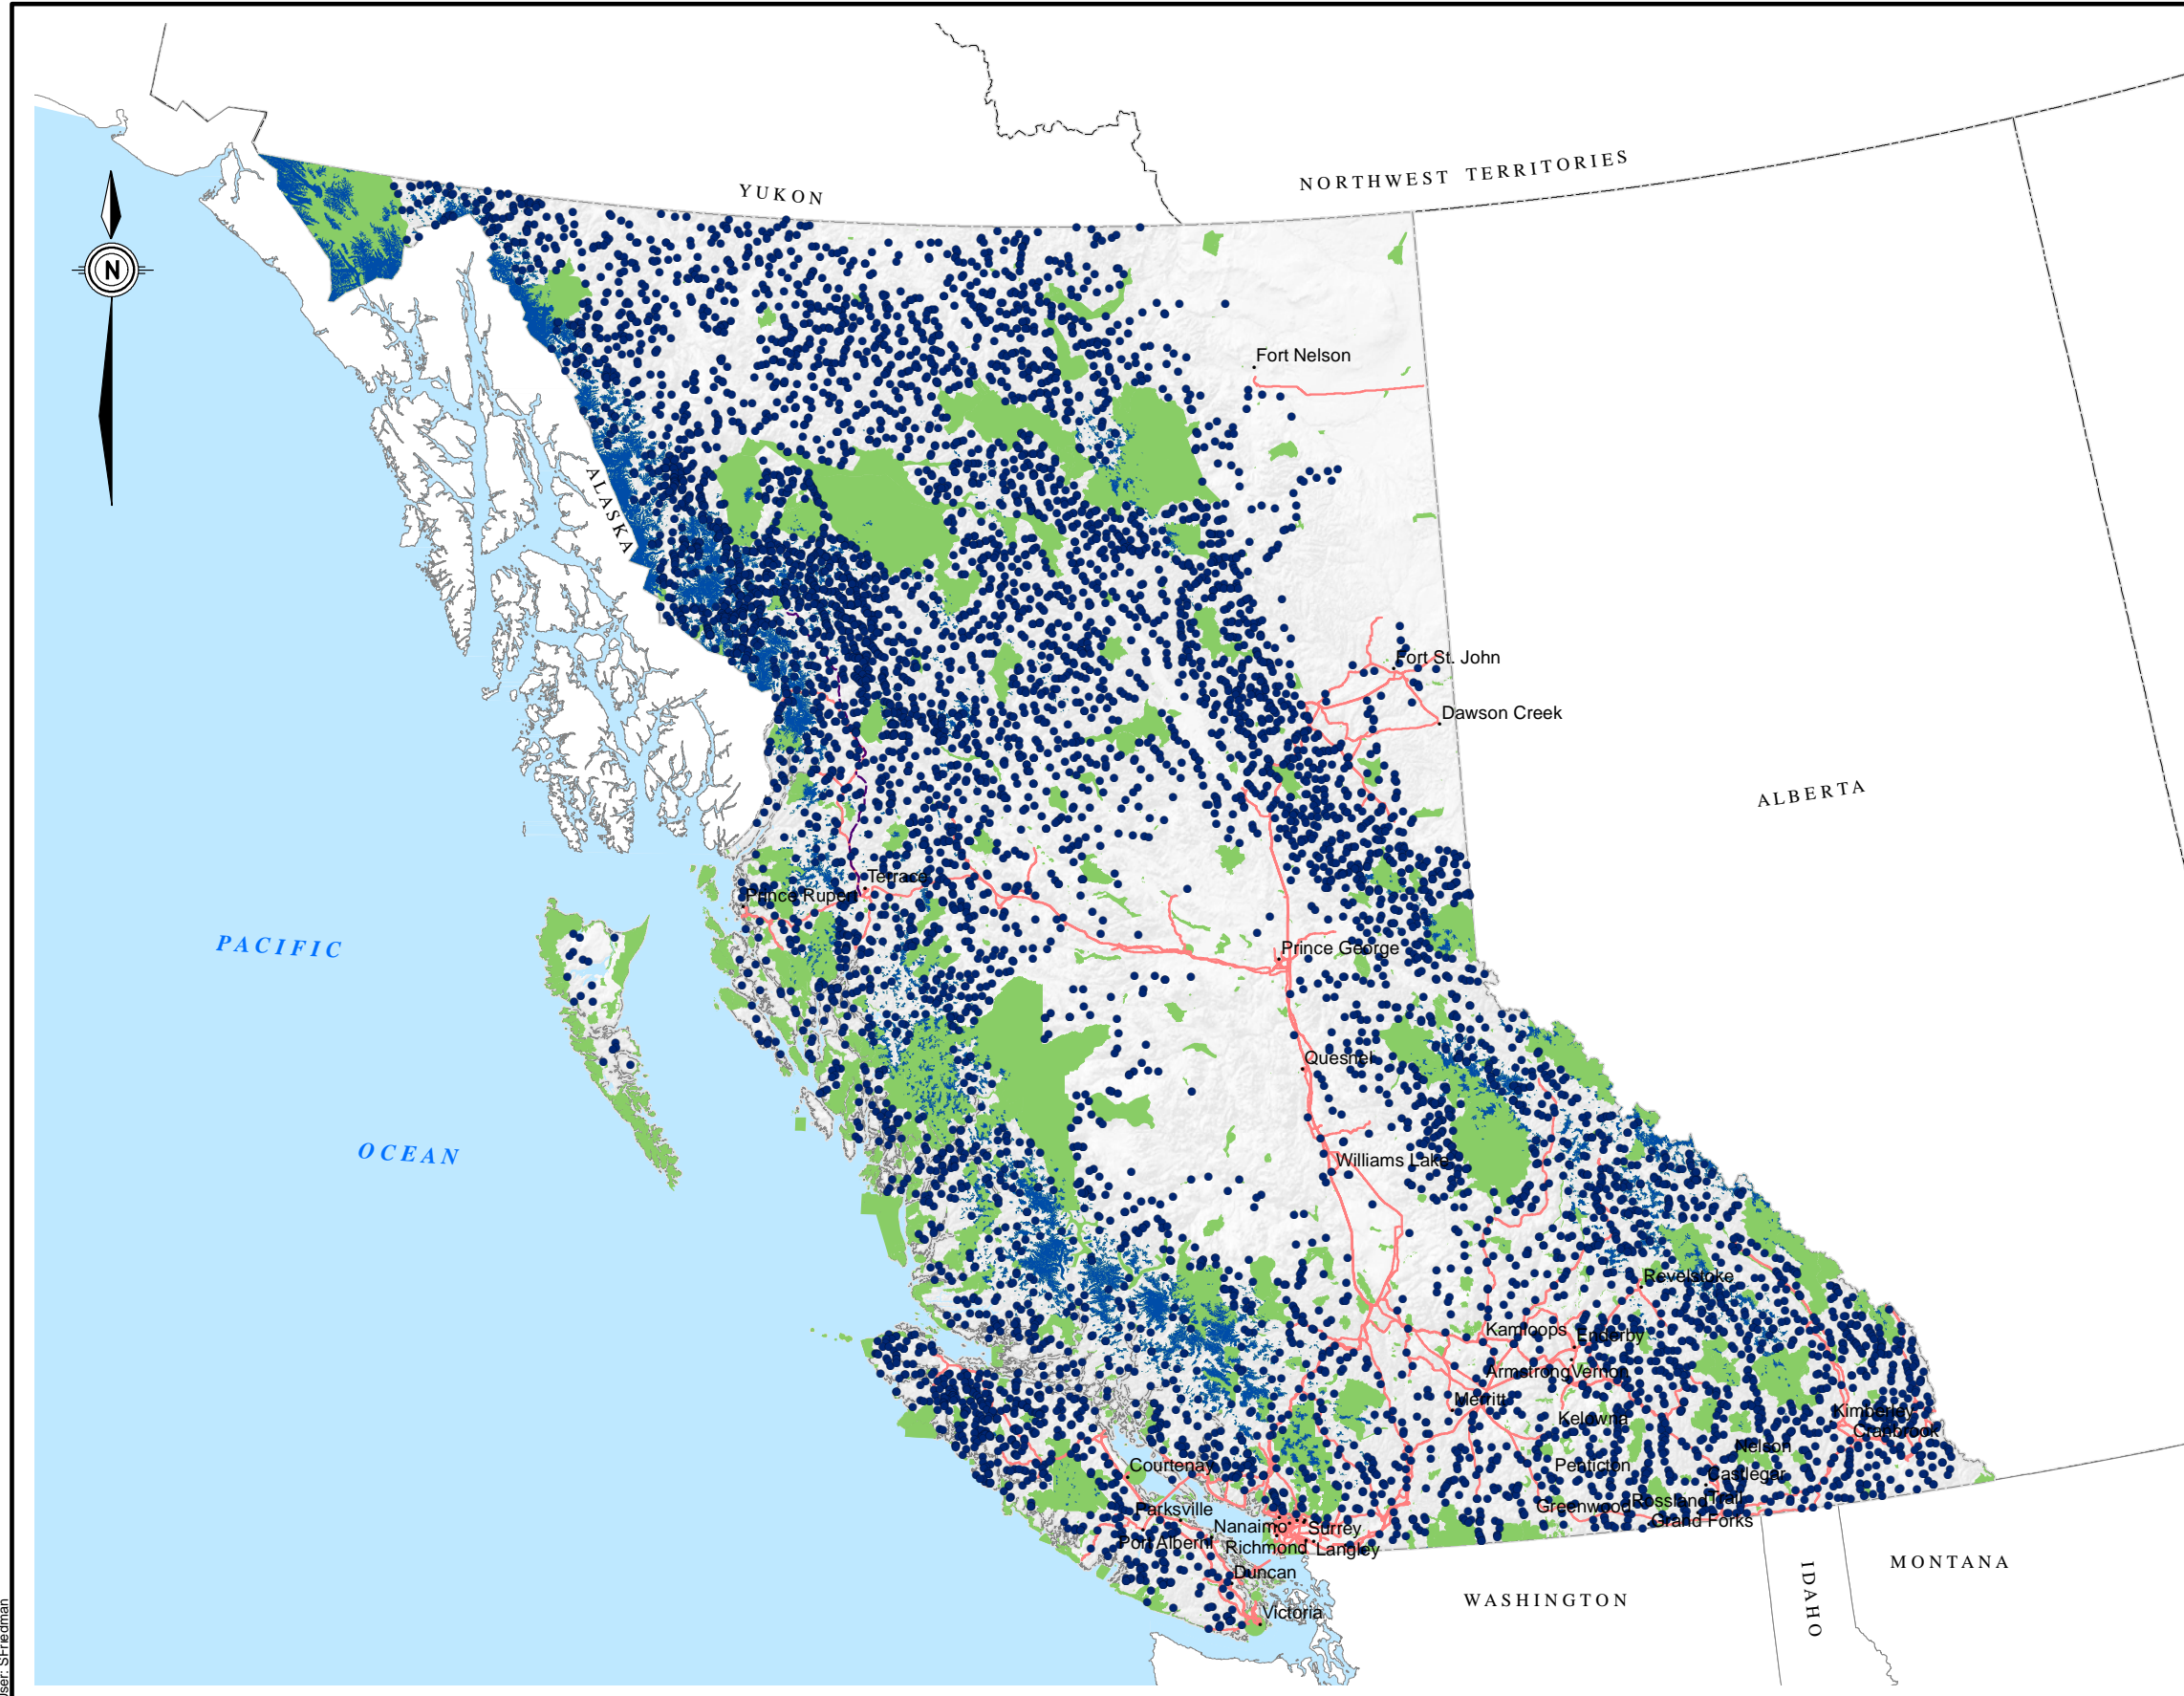 YUKON
NORTHWEST TERRITORIES
N
Fort Nelson
ALASKA
Fort St. John
Dawson Creek
ALBERTA
Terrace
Prince Rupert
PACIFIC
Prince George
Quesnel
OCEAN
Williams Lake
Revelstoke
Kamloops
Enderby
Armstrong
Vernon
Merritt
Kelowna
Kimberley
Cranbrook
Nelson
Courtenay
Penticton
Castlegar
Parksville
Greenwood
Rossland
Trail
Nanaimo
Surrey
Grand Forks
Port Alberni
Richmond
Langley
MONTANA
Duncan
IDAHO
WASHINGTON
Victoria
User: SFriedman